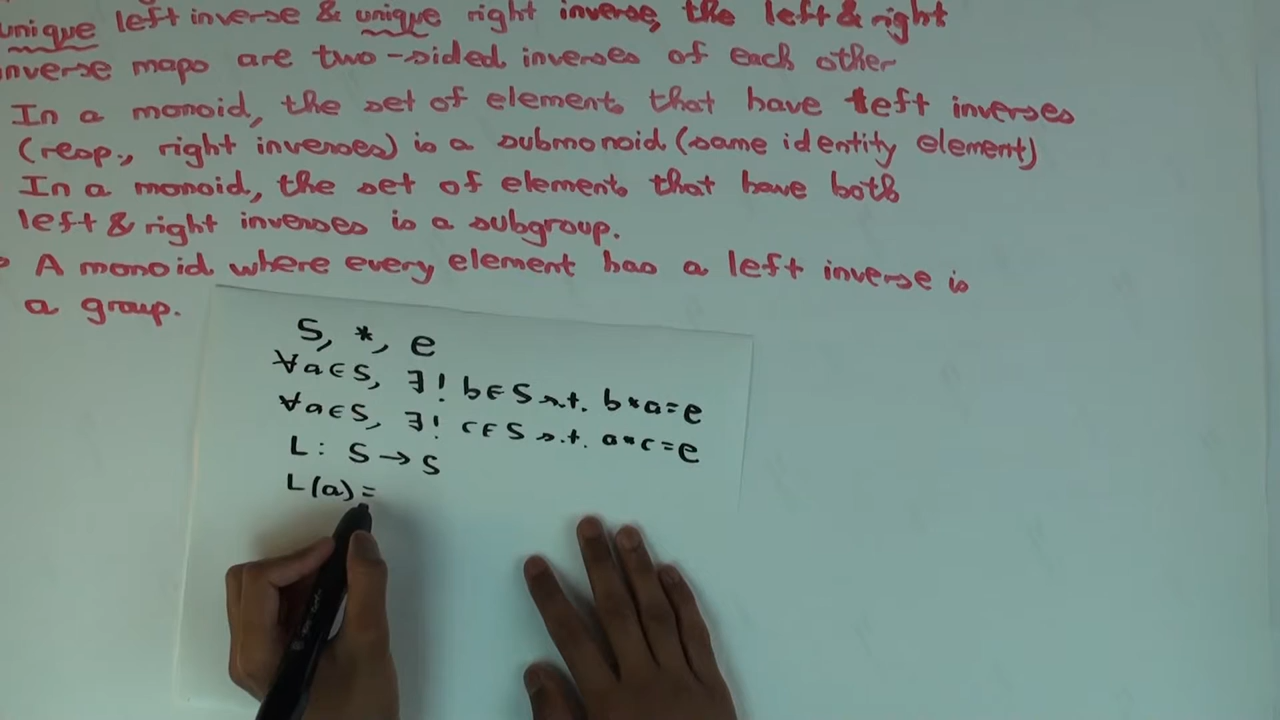 unique left inverse & unique right inverse, the left & right
inverse maps are two-sided inverses of each other
In a monoid, the set of elements that have left inverses
(resp., right inverses) is a submonoid (same identity element)
In a monoid, the set of elements that have both
left & right inverses is a subgroup.
A monoid where every element has a left inverse is
a group.
S, *, e
∀a∈S, ∃! b∈S s.t. b*a=e
∀a∈S, ∃! c∈S s.t. a*c=e
L: S→S
L(a)=